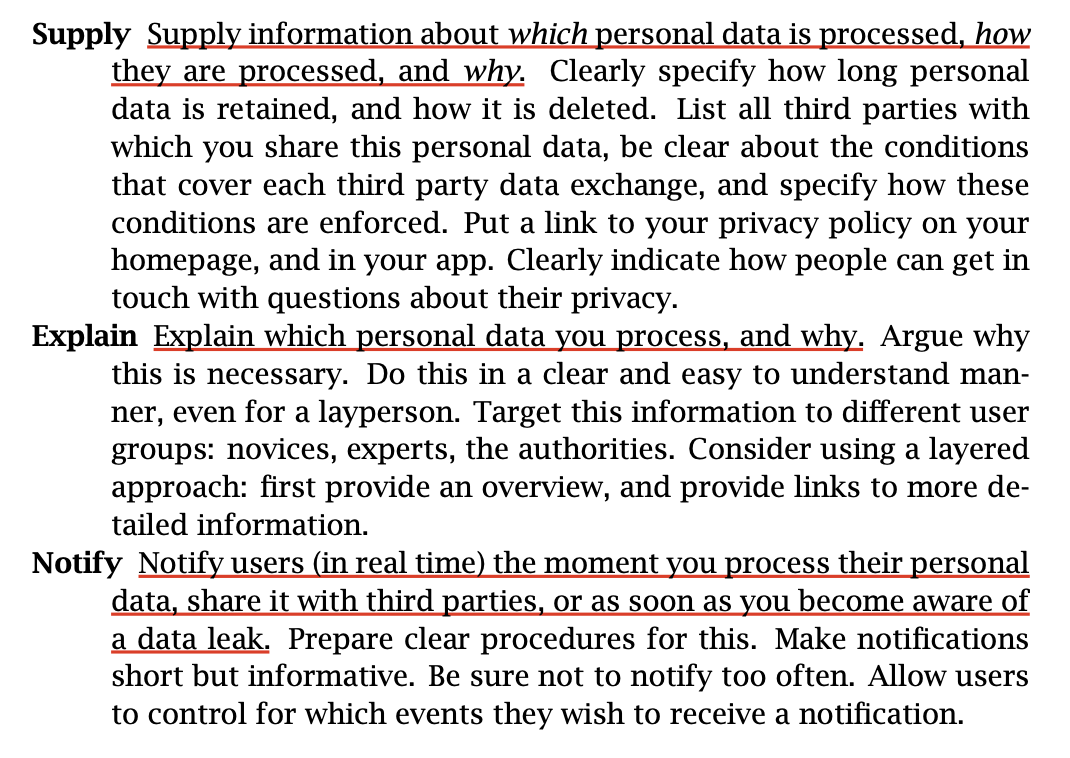 Supply Supply information about which personal data is processed, how
they are processed, and why. Clearly specify how long personal
data is retained, and how it is deleted. List all third parties with
which you share this personal data, be clear about the conditions
that cover each third party data exchange, and specify how these
conditions are enforced. Put a link to your privacy policy on your
homepage, and in your app. Clearly indicate how people can get in
touch with questions about their privacy.
Explain Explain which personal data you process, and why. Argue why
this is necessary. Do this in a clear and easy to understand man-
ner, even for a layperson. Target this information to different user
groups: novices, experts, the authorities. Consider using a layered
approach: first provide an overview, and provide links to more de-
tailed information.
Notify Notify users (in real time) the moment you process their personal
data, share it with third parties, or as soon as you become aware of
a data leak. Prepare clear procedures for this. Make notifications
short but informative. Be sure not to notify too often. Allow users
to control for which events they wish to receive a notification.